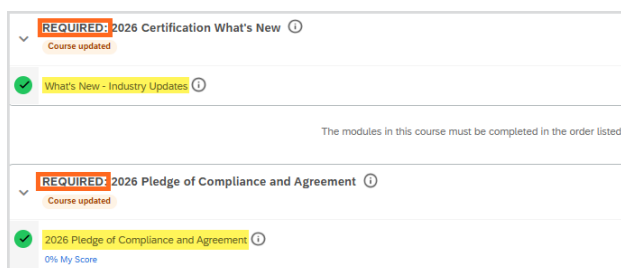 REQUIRED: 2026 Certification What's New
Course updated
What's New - Industry Updates
The modules in this course must be completed in the order listed
REQUIRED: 2026 Pledge of Compliance and Agreement
Course updated
2026 Pledge of Compliance and Agreement
0% My Score